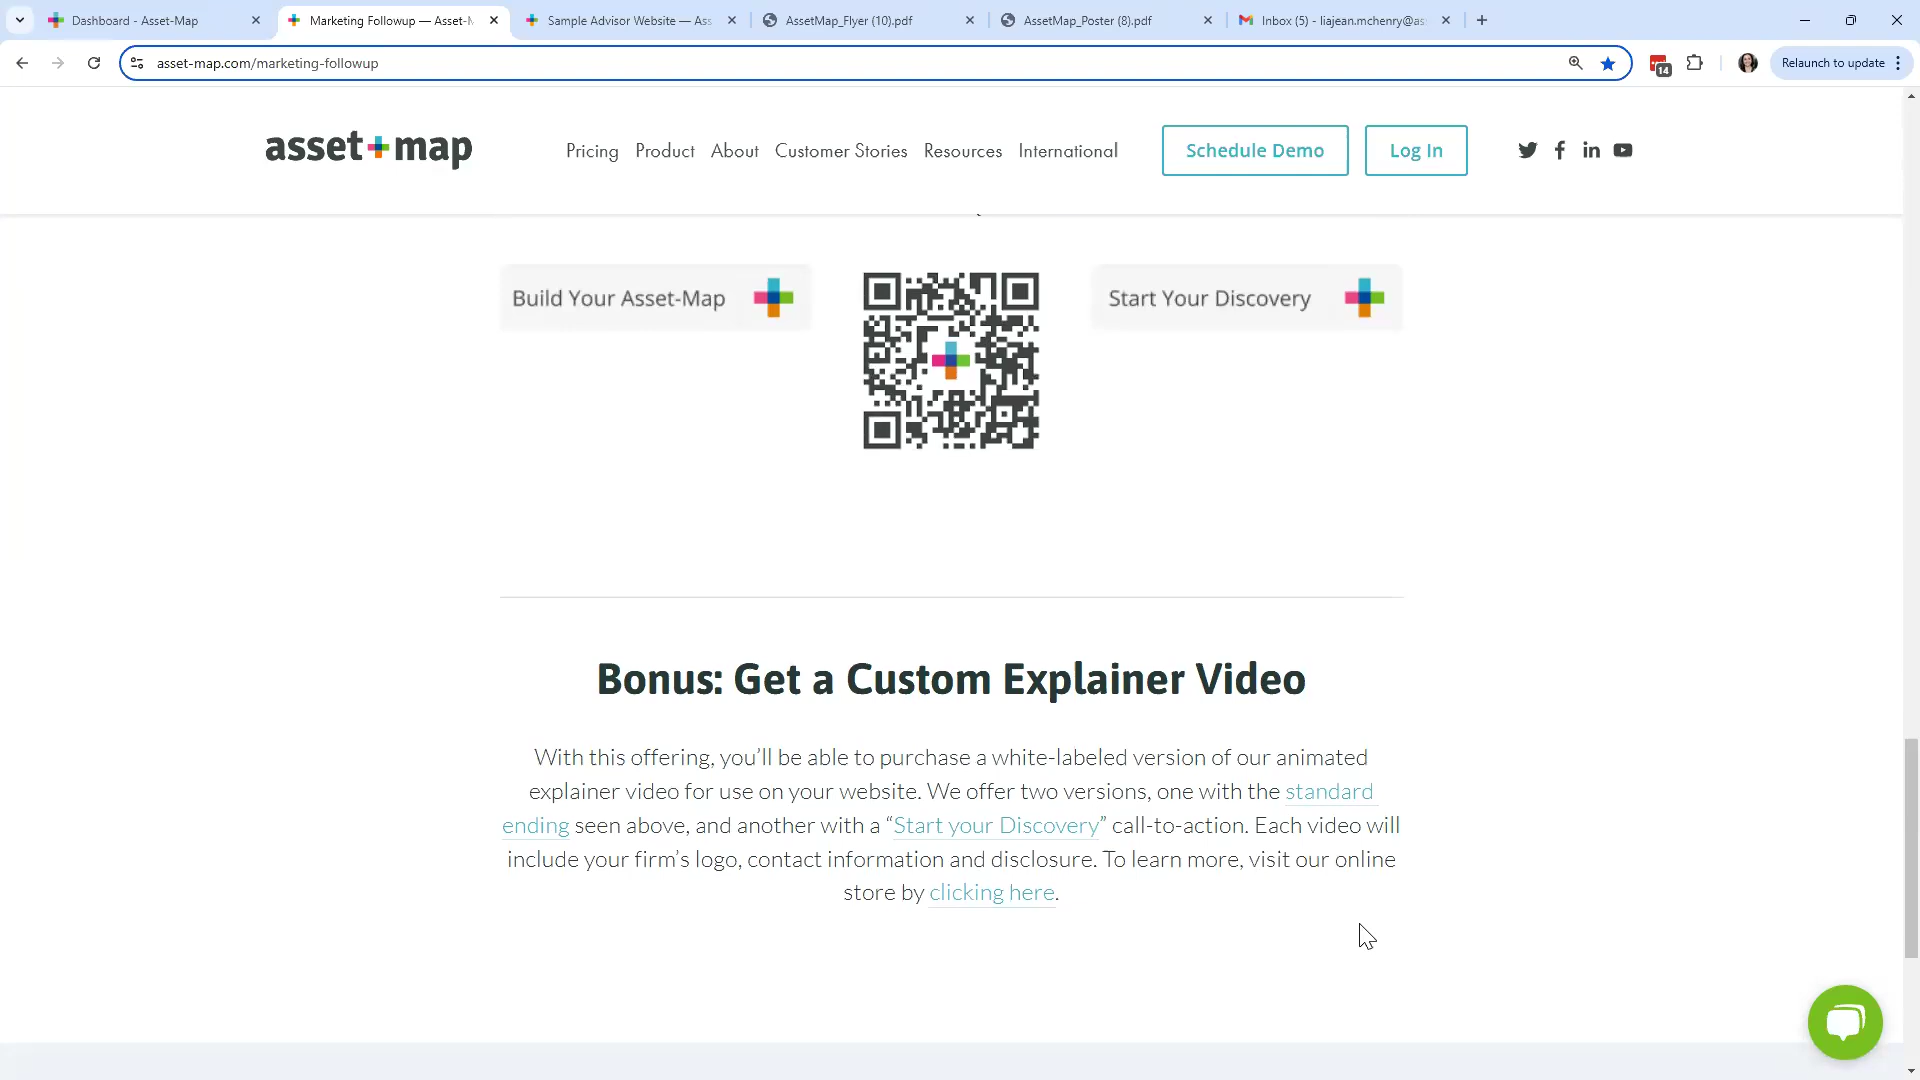 Dashboard - Asset-Map
Marketing Followup — Asset-M
Sample Advisor Website — Ass
AssetMap_Flyer (10).pdf
AssetMap_Poster (8).pdf
Inbox (5) - liajean.mchenry@as
asset-map.com/marketing-followup
14
Relaunch to update
asset map
Pricing
Product
About
Customer Stories
Resources
International
Schedule Demo
Log In
Build Your Asset-Map
Start Your Discovery
Bonus: Get a Custom Explainer Video
With this offering, you’ll be able to purchase a white-labeled version of our animated
explainer video for use on your website. We offer two versions, one with the standard
ending seen above, and another with a “Start your Discovery” call-to-action. Each video will
include your firm’s logo, contact information and disclosure. To learn more, visit our online
store by clicking here.